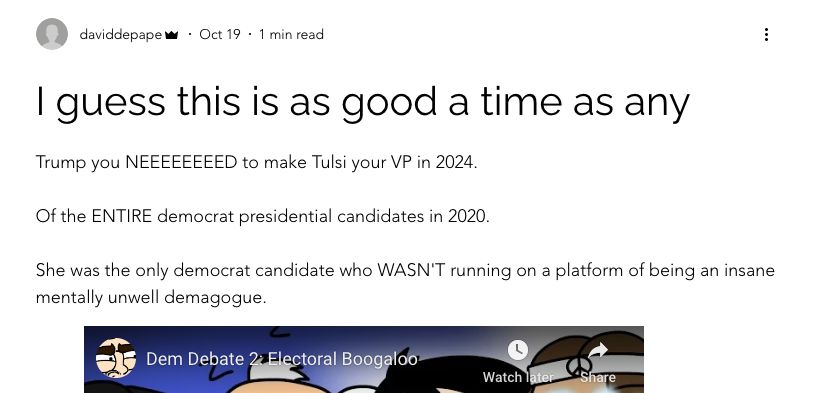 daviddepape · Oct 19 · 1 min read
I guess this is as good a time as any
Trump you NEEEEEEEED to make Tulsi your VP in 2024.
Of the ENTIRE democrat presidential candidates in 2020.
She was the only democrat candidate who WASN'T running on a platform of being an insane
mentally unwell demagogue.
Dem Debate 2: Electoral Boogaloo
Watch later Share